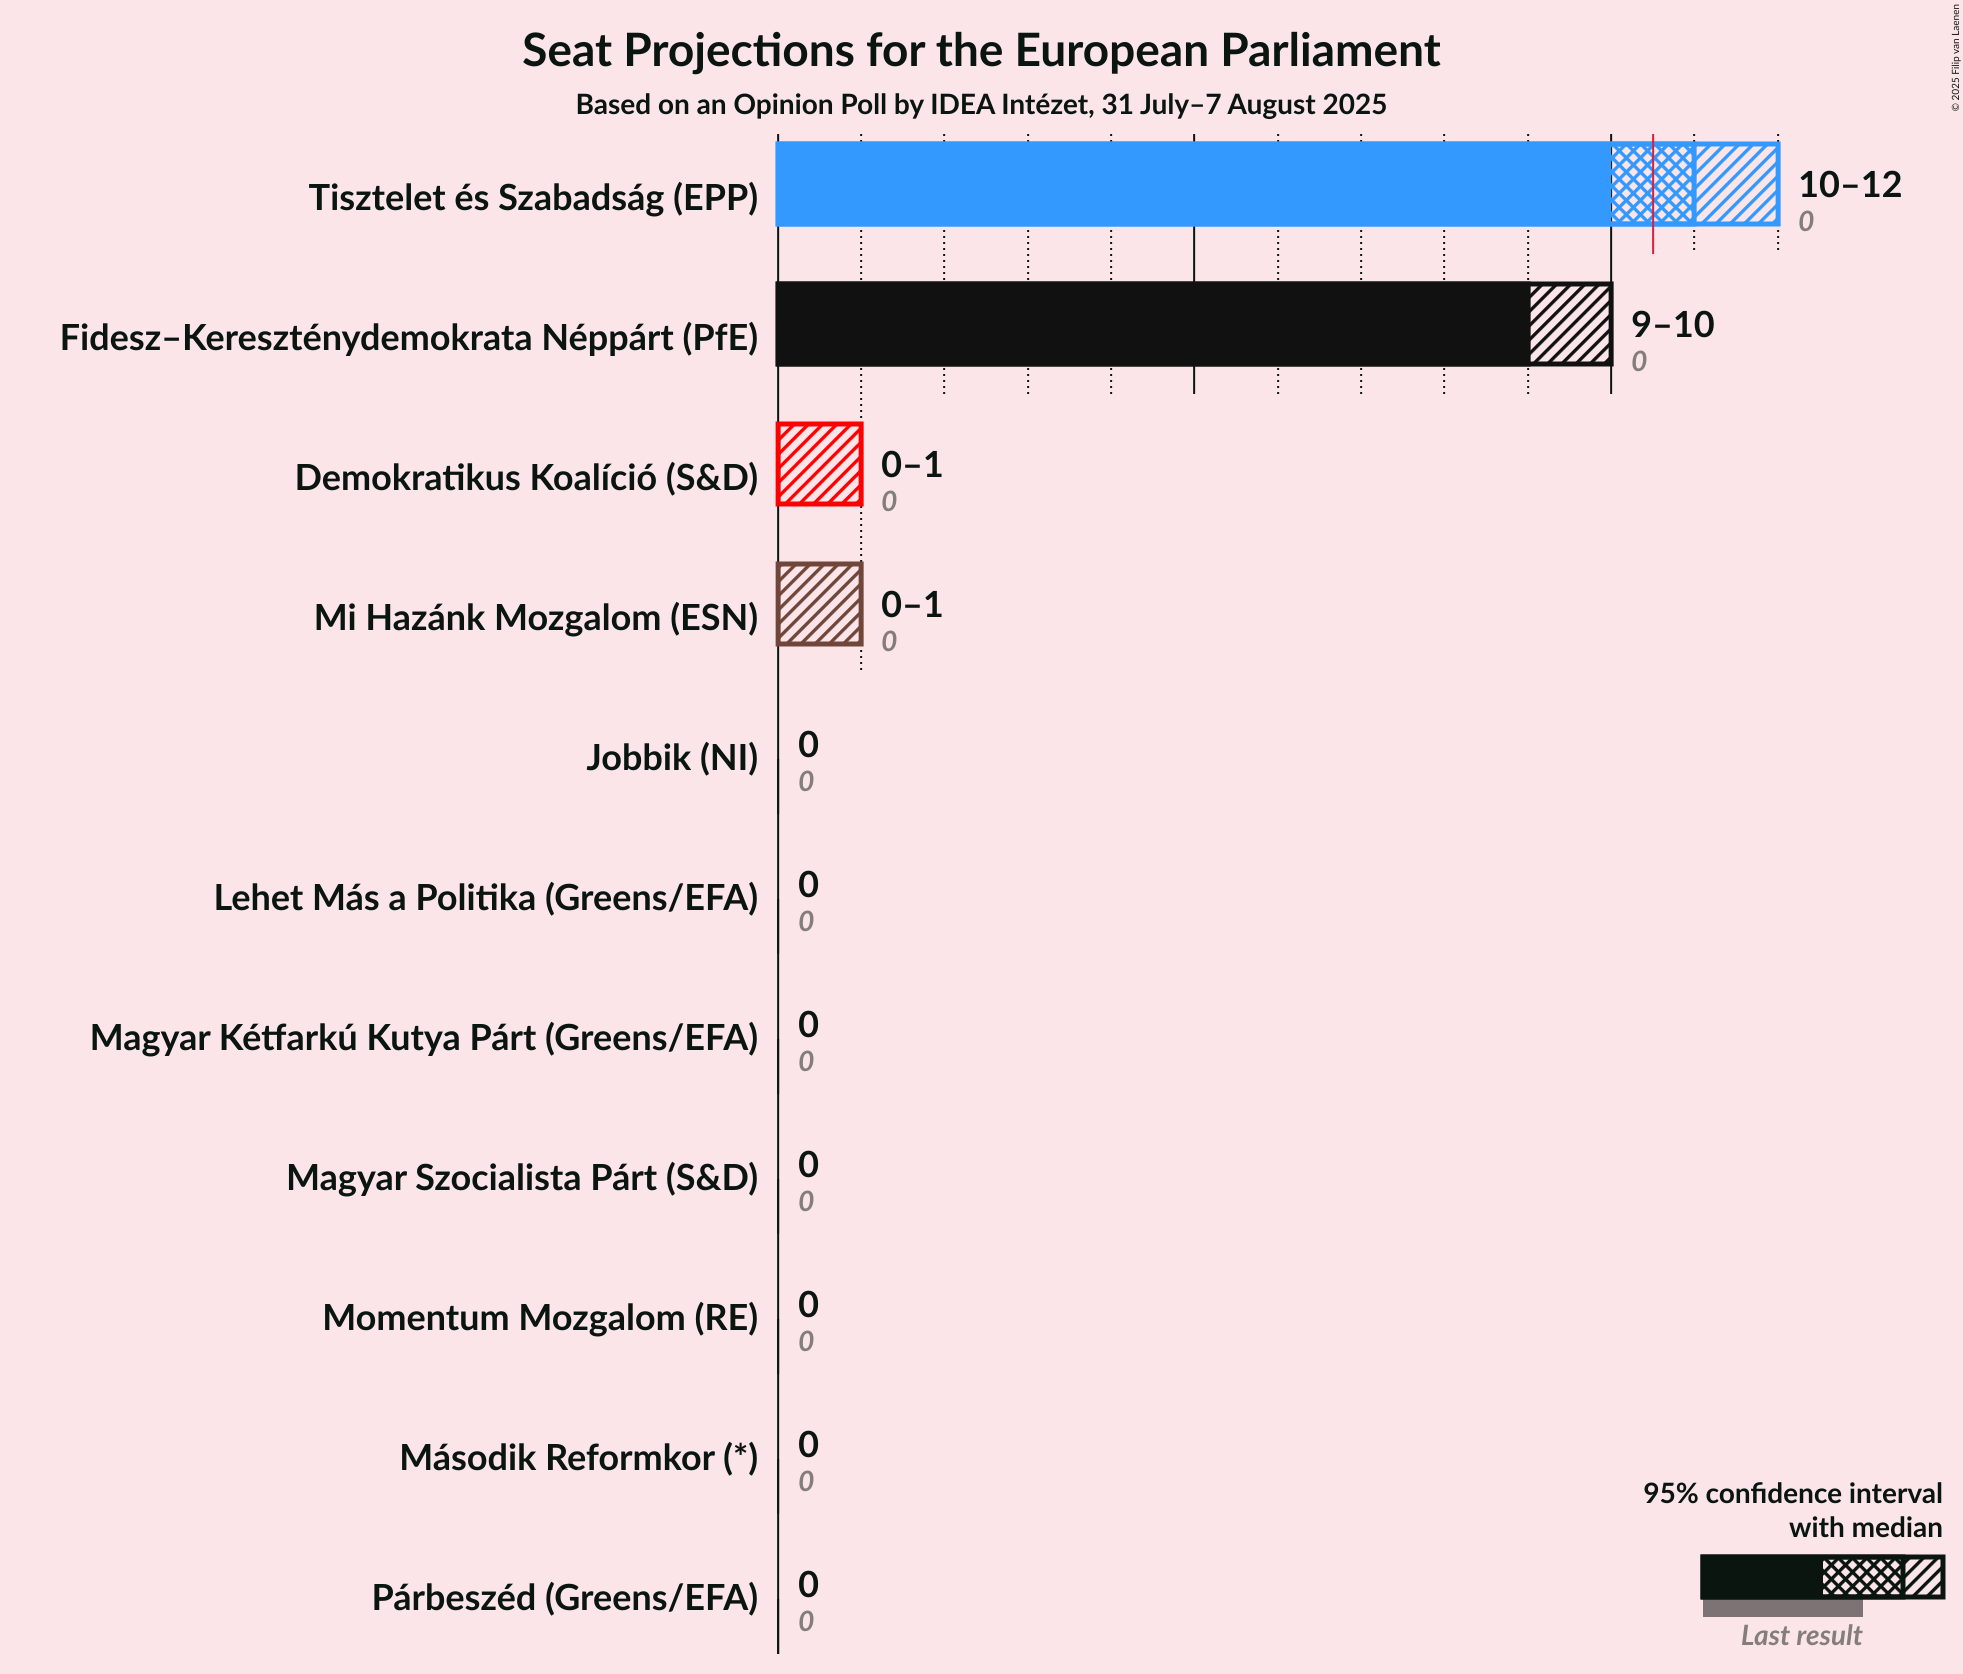 Seat Projections for the European Parliament
Based on an Opinion Poll by IDEA Intézet, 31 July–7 August 2025
© 2025 Filip van Laenen
Tisztelet és Szabadság (EPP)
10–12
0
Fidesz–Kereszténydemokrata Néppárt (PfE)
9–10
0
Demokratikus Koalíció (S&D)
0–1
0
Mi Hazánk Mozgalom (ESN)
0–1
0
Jobbik (NI)
0
0
Lehet Más a Politika (Greens/EFA)
0
0
Magyar Kétfarkú Kutya Párt (Greens/EFA)
0
0
Magyar Szocialista Párt (S&D)
0
0
Momentum Mozgalom (RE)
0
0
Második Reformkor (*)
0
0
Párbeszéd (Greens/EFA)
0
0
95% confidence interval
with median
Last result